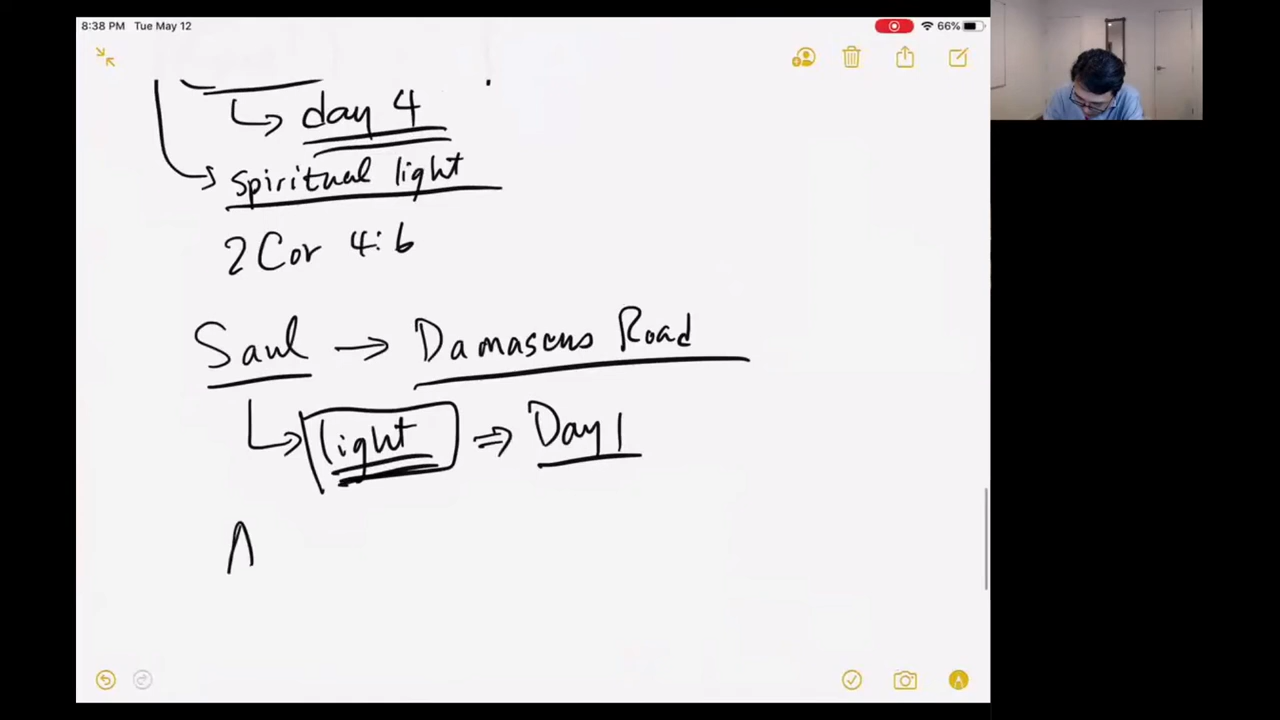 8:38 PM Tue May 12 66%
day 4
spiritual light
2 Cor 4:6
Saul → Damascus Road
light ⇒ Day 1